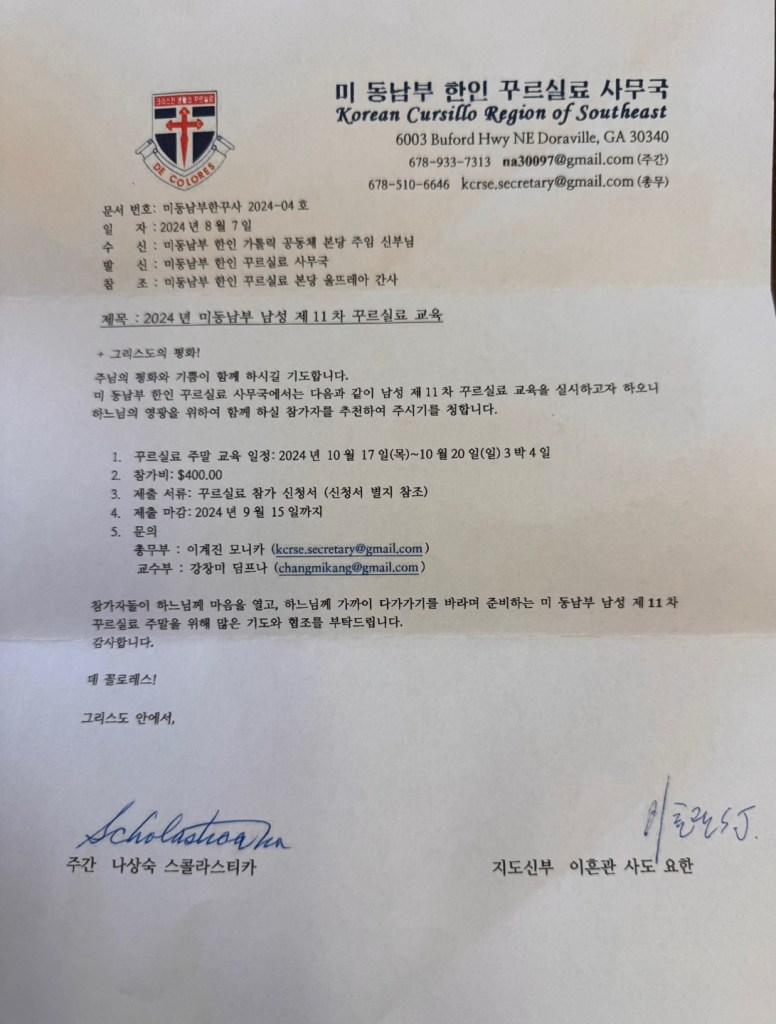 크리스찬 생활의 꾸르실료
DE COLORES
미 동남부 한인 꾸르실료 사무국
Korean Cursillo Region of Southeast
6003 Buford Hwy NE Doraville, GA 30340
678-933-7313 na30097@gmail.com (주간)
678-510-6646 kcrse.secretary@gmail.com (총무)
문서 번호: 미동남부한꾸사 2024-04 호
일 자 : 2024 년 8 월 7 일
수 신 : 미동남부 한인 가톨릭 공동체 본당 주임 신부님
발 신 : 미동남부 한인 꾸르실료 사무국
참 조 : 미동남부 한인 꾸르실료 본당 울뜨레아 간사
제목 : 2024 년 미동남부 남성 제 11 차 꾸르실료 교육
+ 그리스도의 평화!
주님의 평화와 기쁨이 함께 하시길 기도합니다.
미 동남부 한인 꾸르실료 사무국에서는 다음과 같이 남성 제 11 차 꾸르실료 교육을 실시하고자 하오니
하느님의 영광을 위하여 함께 하실 참가자를 추천하여 주시기를 청합니다.
1. 꾸르실료 주말 교육 일정: 2024 년 10 월 17 일(목)~10 월 20 일(일) 3 박 4 일
2. 참가비: $400.00
3. 제출 서류: 꾸르실료 참가 신청서 (신청서 별지 참조)
4. 제출 마감: 2024 년 9 월 15 일까지
5. 문의
총무부 : 이계진 모니카 (kcrse.secretary@gmail.com )
교수부 : 강창미 딤프나 (changmikang@gmail.com )
참가자들이 하느님께 마음을 열고, 하느님께 가까이 다가가기를 바라며 준비하는 미 동남부 남성 제 11 차
꾸르실료 주말을 위해 많은 기도와 협조를 부탁드립니다.
감사합니다.
데 꼴로레스!
그리스도 안에서,
Scholastica Na
이흔관 S.J.
주간 나상숙 스콜라스티카
지도신부 이흔관 사도 요한